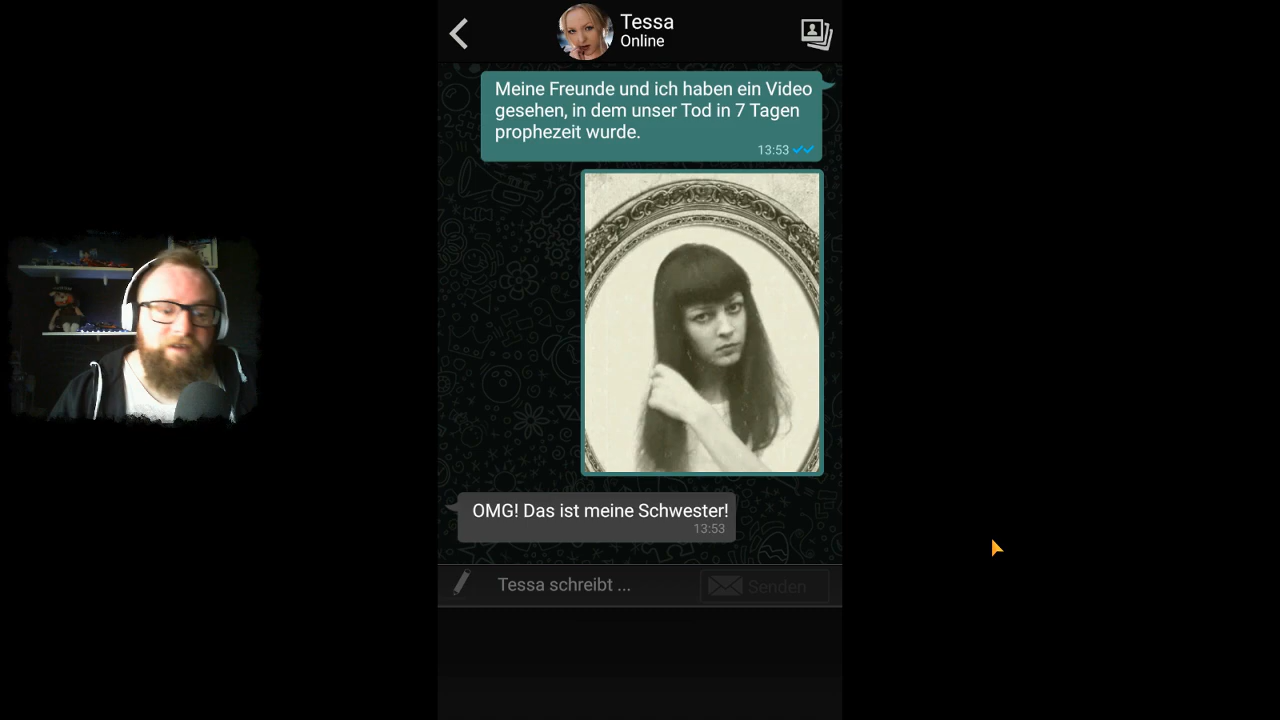 Tessa
Online
Meine Freunde und ich haben ein Video
gesehen, in dem unser Tod in 7 Tagen
prophezeit wurde.
13:53
OMG! Das ist meine Schwester!
13:53
Tessa schreibt ...
Senden